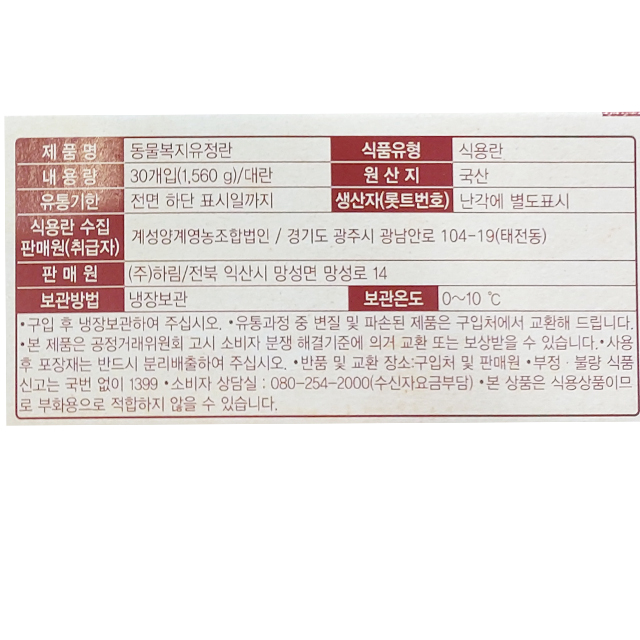 제 품 명 동물복지유정란 식품유형 식용란
내 용 량 30개입(1,560 g)/대란 원 산 지 국산
유통기한 전면 하단 표시일까지 생산자(롯트번호) 난각에 별도표시
식용란 수집
판매원(취급자) 계성양계영농조합법인 / 경기도 광주시 광남안로 104-19(태전동)
판 매 원 (주)하림/전북 익산시 망성면 망성로 14
보관방법 냉장보관 보관온도 0~10 ℃
•구입 후 냉장보관하여 주십시오. •유통과정 중 변질 및 파손된 제품은 구입처에서 교환해 드립니다.
•본 제품은 공정거래위원회 고시 소비자 분쟁 해결기준에 의거 교환 또는 보상받을 수 있습니다.•사용
후 포장재는 반드시 분리배출하여 주십시오. •반품 및 교환 장소:구입처 및 판매원 •부정·불량 식품
신고는 국번 없이 1399 •소비자 상담실 : 080-254-2000(수신자요금부담) •본 상품은 식용상품이므
로 부화용으로 적합하지 않을 수 있습니다.